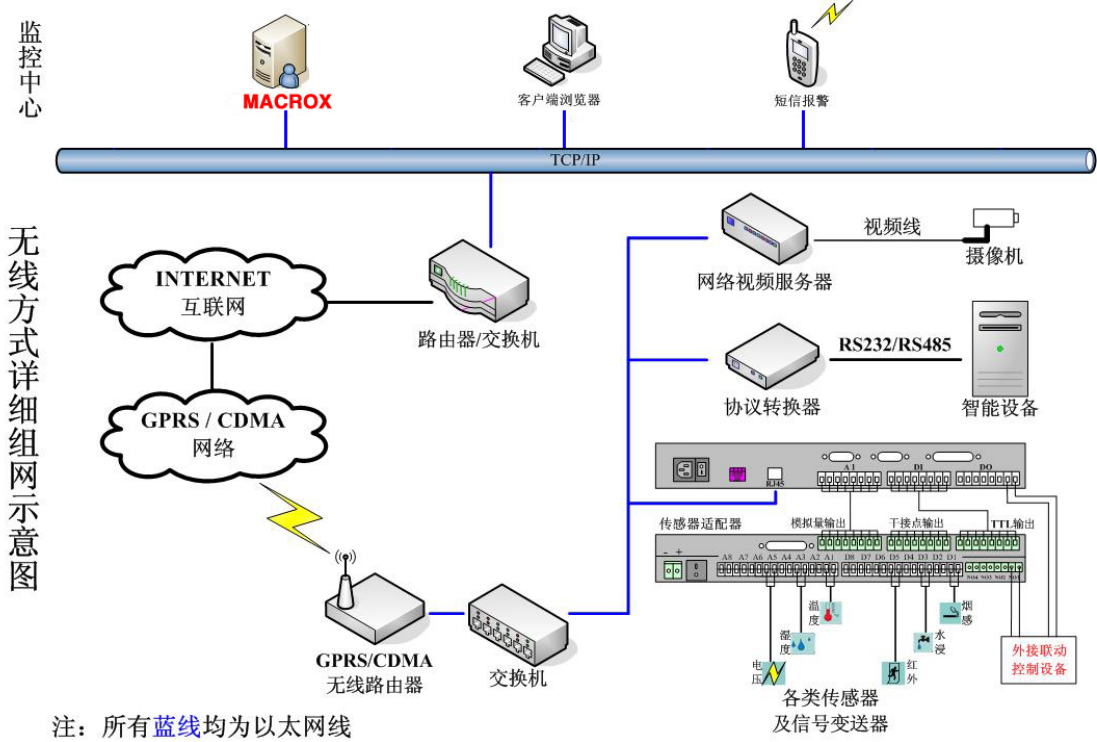 监控中心
MACROX
客户端浏览器
短信报警
TCP/IP
无线方式详细组网示意图
INTERNET
互联网
路由器/交换机
GPRS / CDMA
网络
GPRS/CDMA
无线路由器
交换机
网络视频服务器
视频线
摄像机
协议转换器
RS232/RS485
智能设备
RJ45
A I
DI
DO
传感器适配器
模拟量输出
干接点输出
TTL输出
- +
A8 A7 A6 A5 A4 A3 A2 A1
D8 D7 D6 D5 D4 D3 D2 D1
NO4 NO3 NO2 NO1
温度
湿度
电压
烟感
水浸
红外
外接联动
控制设备
各类传感器
及信号变送器
注：所有蓝线均为以太网线